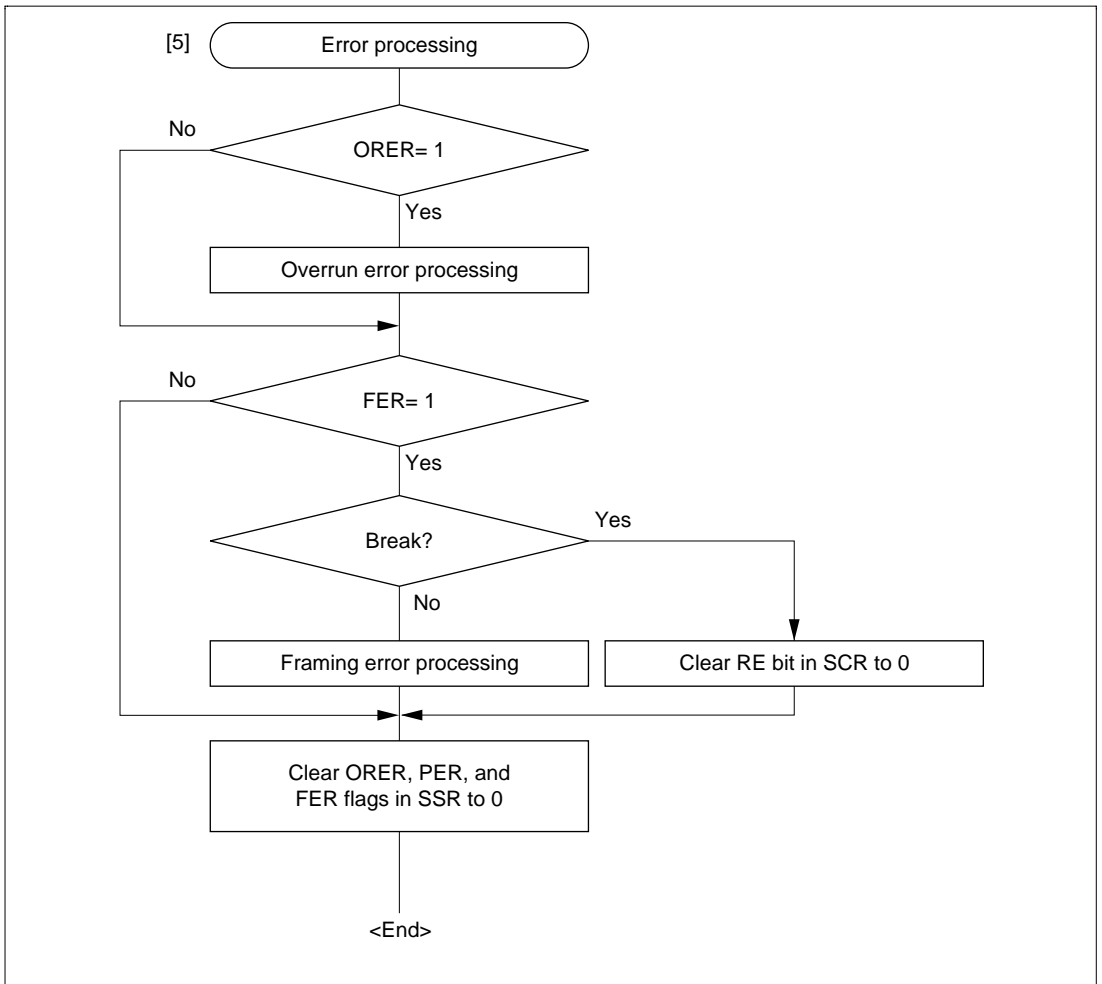 [5]
Error processing
No
ORER= 1
Yes
Overrun error processing
No
FER= 1
Yes
Break?
Yes
No
Framing error processing
Clear RE bit in SCR to 0
Clear ORER, PER, and
FER flags in SSR to 0
<End>